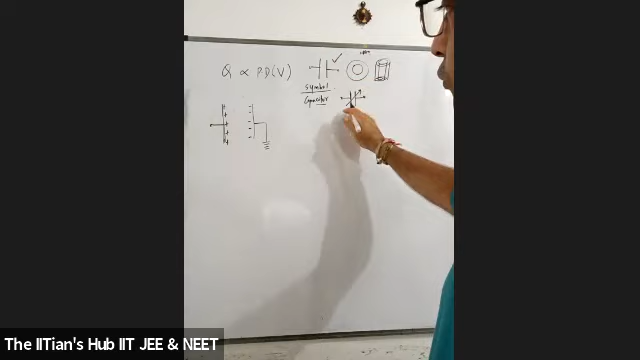 Q ∝ P.D(V)
Symbol
Capacitor
The IITian's Hub IIT JEE & NEET